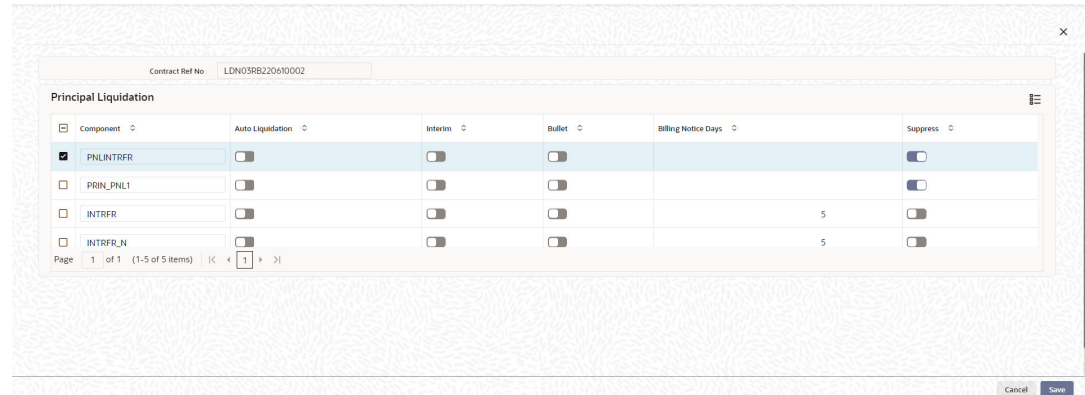 Contract Ref No LDN03RB220610002
Principal Liquidation
Component Auto Liquidation Interim Bullet Billing Notice Days Suppress
PNLINTRFR
PRIN_PNL1
INTRFR 5
INTRFR_N 5
Page 1 of 1 (1-5 of 5 items) 1
Cancel Save